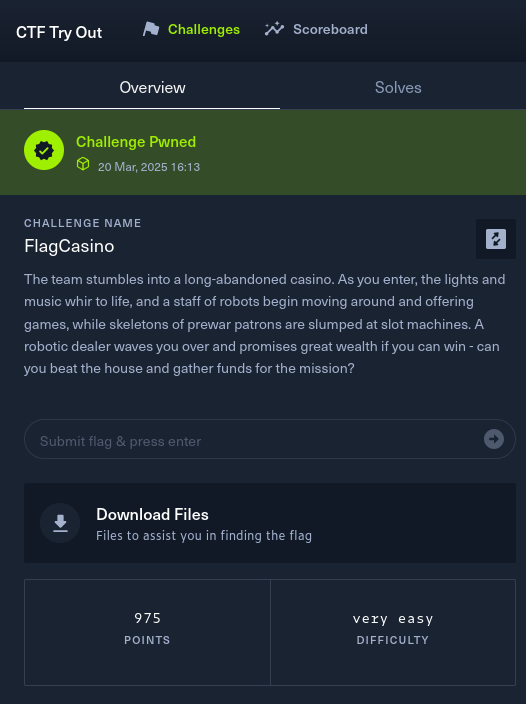 CTF Try Out
Challenges
Scoreboard
Overview
Solves
Challenge Pwned
20 Mar, 2025 16:13
CHALLENGE NAME
FlagCasino
The team stumbles into a long-abandoned casino. As you enter, the lights and
music whir to life, and a staff of robots begin moving around and offering
games, while skeletons of prewar patrons are slumped at slot machines. A
robotic dealer waves you over and promises great wealth if you can win - can
you beat the house and gather funds for the mission?
Submit flag & press enter
Download Files
Files to assist you in finding the flag
975
POINTS
very easy
DIFFICULTY